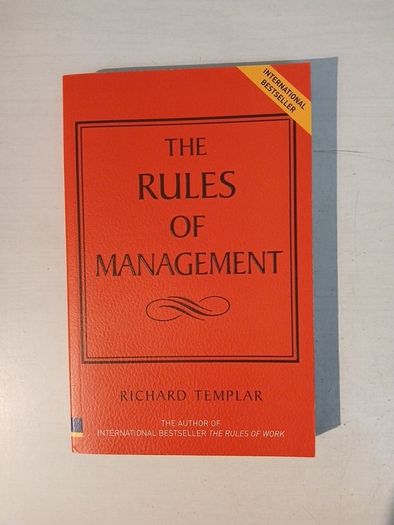 INTERNATIONAL
BESTSELLER
THE
RULES
OF
MANAGEMENT
RICHARD TEMPLAR
THE AUTHOR OF
INTERNATIONAL BESTSELLER THE RULES OF WORK